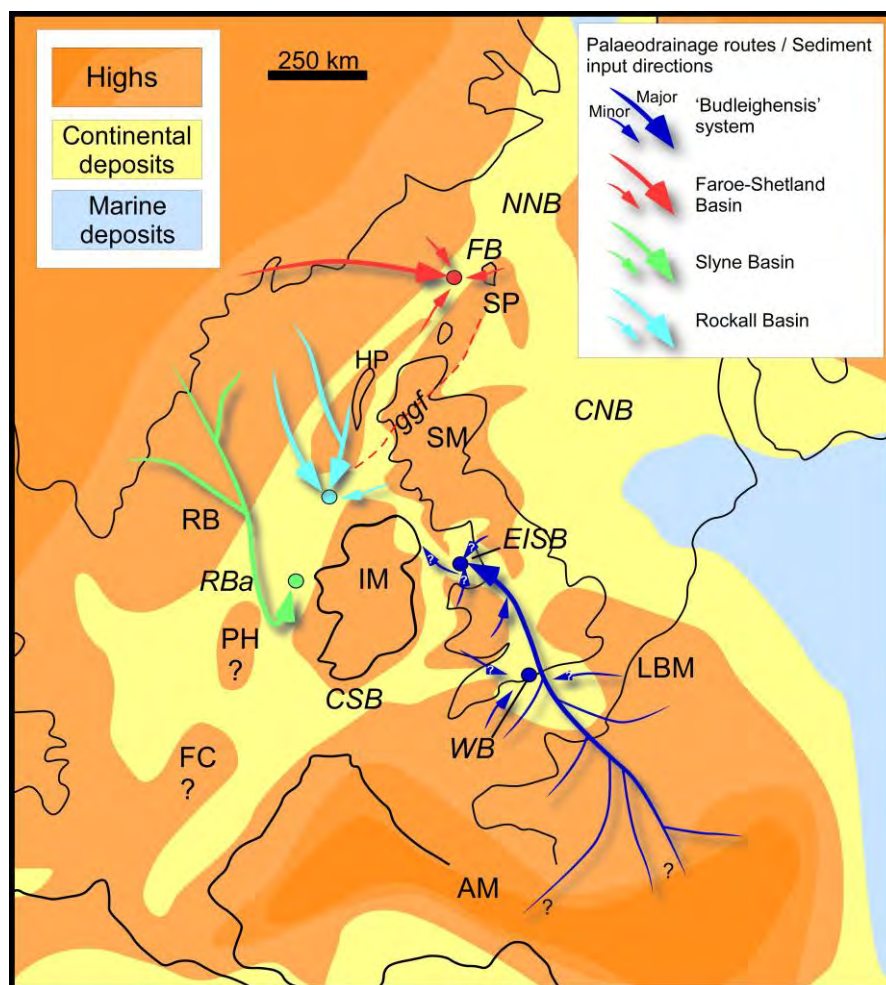 Highs
Continental
deposits
Marine
deposits
250 km
Palaeodrainage routes / Sediment
input directions
Major
Minor
'Budleighensis'
system
Faroe-Shetland
Basin
Slyne Basin
Rockall Basin
NNB
FB
SP
HP
ggf
SM
CNB
RB
EISB
?
?
?
RBa
IM
PH
?
CSB
?
?
LBM
WB
FC
?
AM
?
?